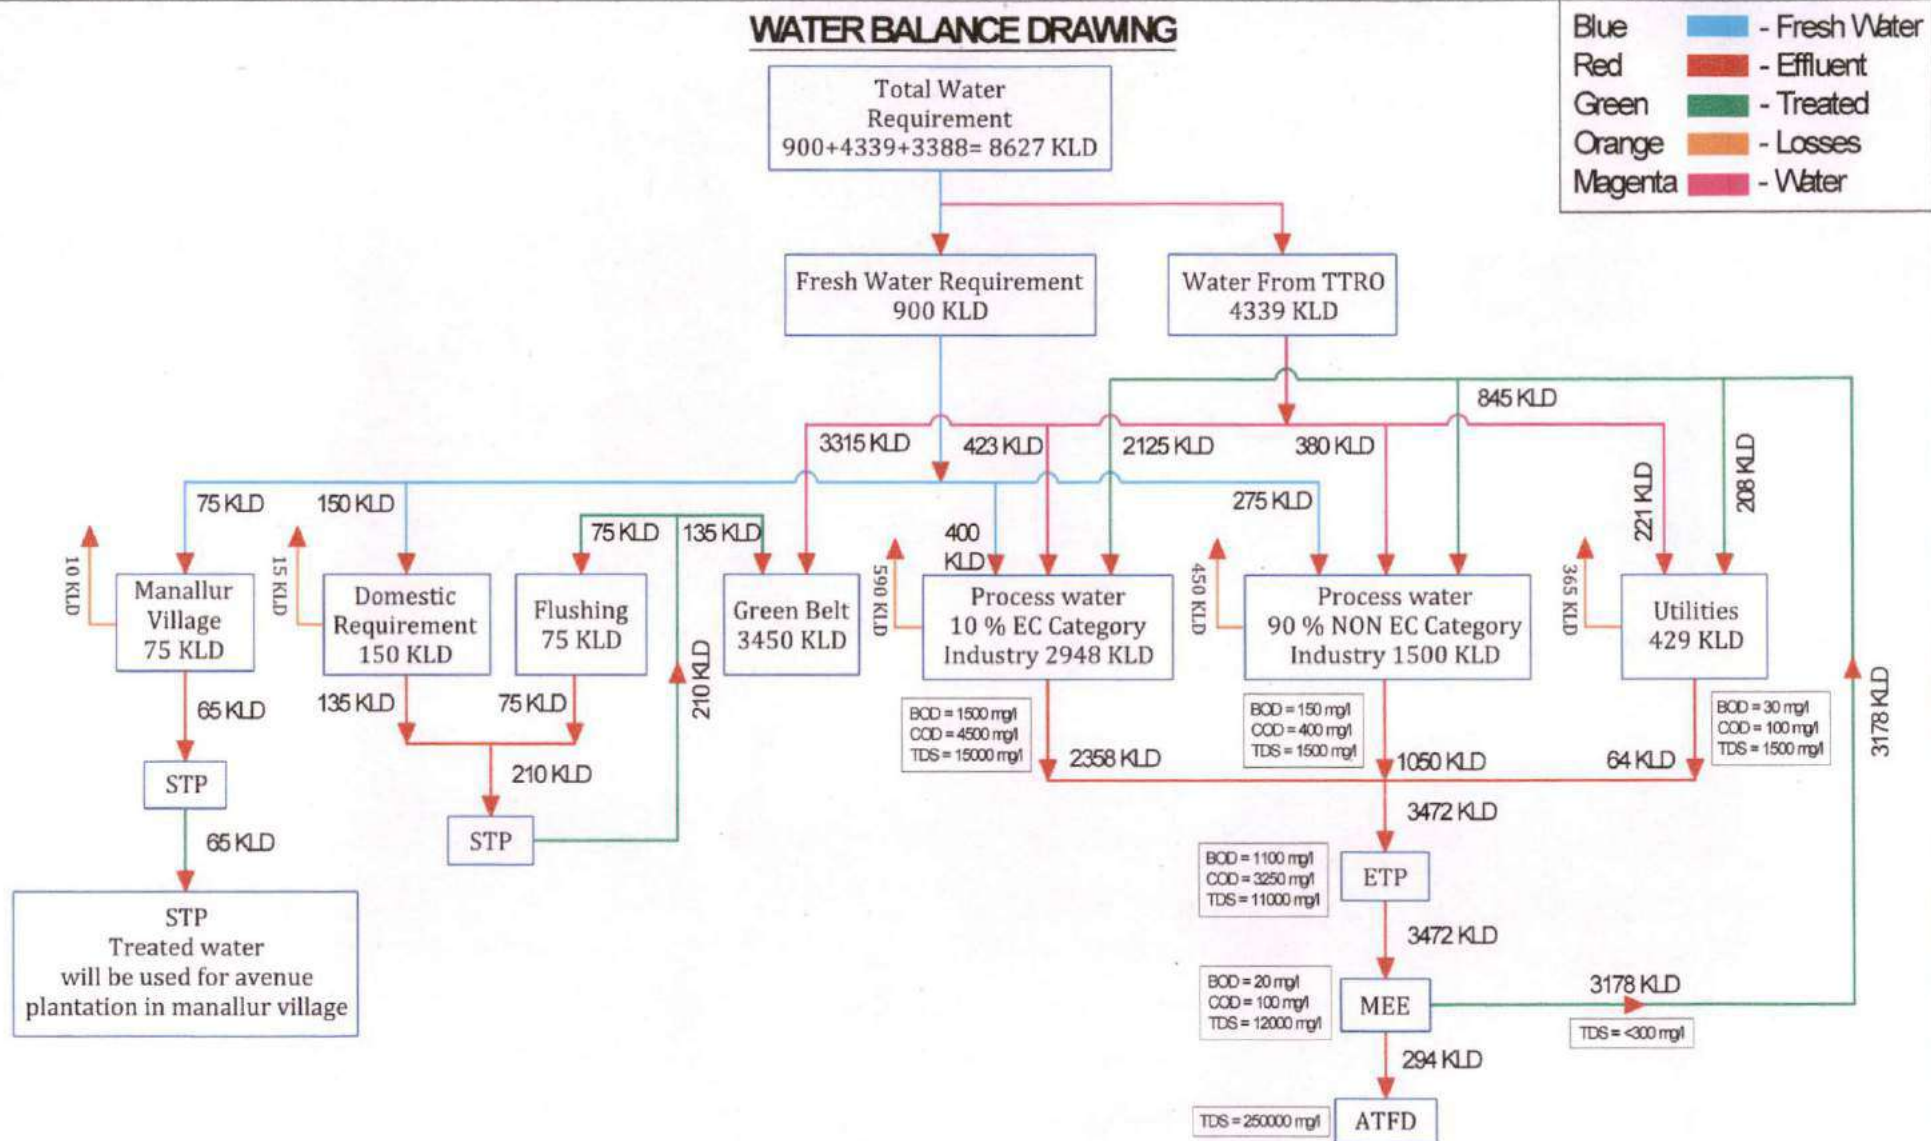 WATER BALANCE DRAWING
Blue - Fresh Water
Red - Effluent
Green - Treated
Orange - Losses
Magenta - Water
Total Water
Requirement
900+4339+3388= 8627 KLD
Fresh Water Requirement
900 KLD
Water From TTRO
4339 KLD
845 KLD
3315 KLD
423 KLD
2125 KLD
380 KLD
221 KLD
208 KLD
75 KLD
150 KLD
275 KLD
75 KLD
135 KLD
400
KLD
10 KLD
15 KLD
590 KLD
450 KLD
365 KLD
Manallur
Village
75 KLD
Domestic
Requirement
150 KLD
Flushing
75 KLD
Green Belt
3450 KLD
Process water
10 % EC Category
Industry 2948 KLD
Process water
90 % NON EC Category
Industry 1500 KLD
Utilities
429 KLD
65 KLD
135 KLD
75 KLD
210 KLD
BOD = 1500 mg/l
COD = 4500 mg/l
TDS = 15000 mg/l
BOD = 150 mg/l
COD = 400 mg/l
TDS = 1500 mg/l
BOD = 30 mg/l
COD = 100 mg/l
TDS = 1500 mg/l
3178 KLD
2358 KLD
1050 KLD
64 KLD
STP
210 KLD
3472 KLD
65 KLD
STP
BOD = 1100 mg/l
COD = 3250 mg/l
TDS = 11000 mg/l
ETP
STP
Treated water
will be used for avenue
plantation in manallur village
3472 KLD
BOD = 20 mg/l
COD = 100 mg/l
TDS = 12000 mg/l
MEE
3178 KLD
TDS = <300 mg/l
294 KLD
TDS = 250000 mg/l
ATFD